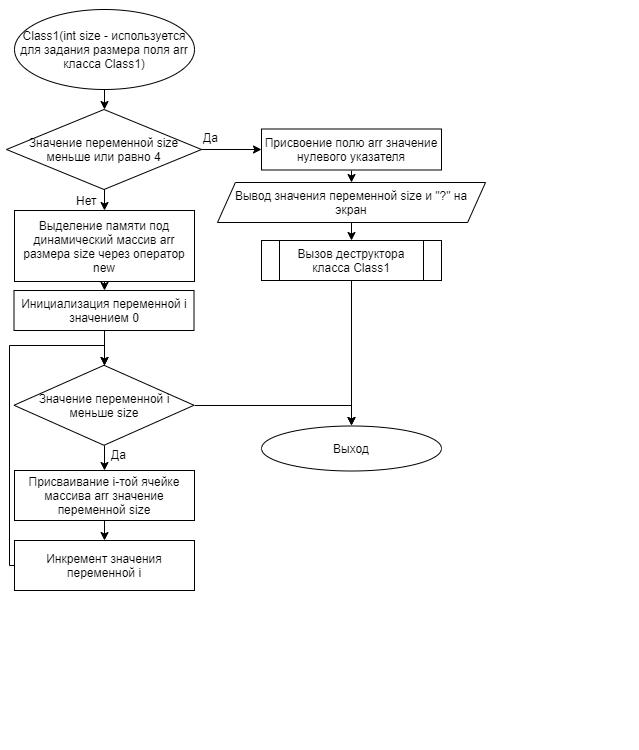 Class1(int size - используется
для задания размера поля arr
класса Class1)
Значение переменной size
меньше или равно 4
Да
Присвоение полю arr значение
нулевого указателя
Вывод значения переменной size и "?" на
экран
Вызов деструктора
класса Class1
Нет
Выделение памяти под
динамический массив arr
размера size через оператор
new
Инициализация переменной i
значением 0
Значение переменной i
меньше size
Выход
Да
Присваивание i-той ячейке
массива arr значение
переменной size
Инкремент значения
переменной i